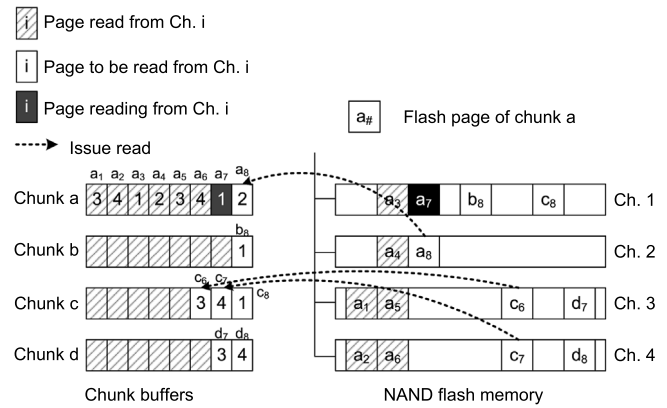 i Page read from Ch. i
i Page to be read from Ch. i
i Page reading from Ch. i
Issue read
a# Flash page of chunk a
a1 a2 a3 a4 a5 a6 a7 a8
Chunk a 3 4 1 2 3 4 1 2
a3 a7 b8 c8 Ch. 1
b8
Chunk b 1
a4 a8 Ch. 2
c6 c7
Chunk c 3 4 1 c8
a1 a5 c6 d7 Ch. 3
d7 d8
Chunk d 3 4
a2 a6 c7 d8 Ch. 4
Chunk buffers
NAND flash memory